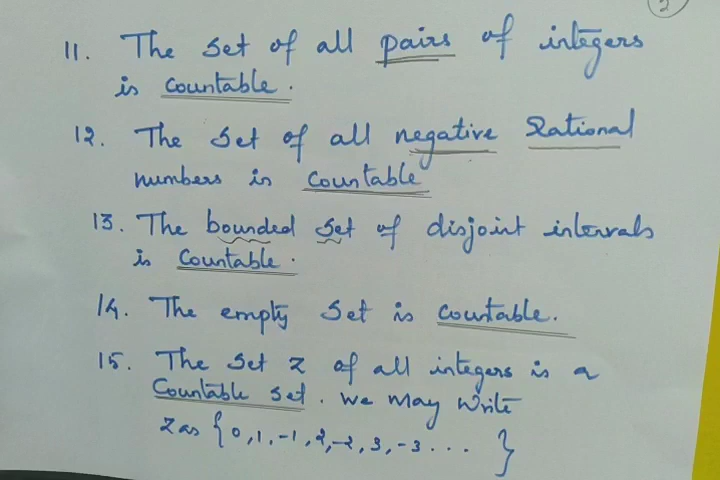 2
11. The set of all pairs of integers
is countable.
12. The set of all negative Rational
numbers is countable
13. The bounded set of disjoint intervals
is countable.
14. The empty set is coutable.
15. The set Z of all integers is a
Countable set. We may write
Z as {0, 1, -1, 2, -2, 3, -3 ... }